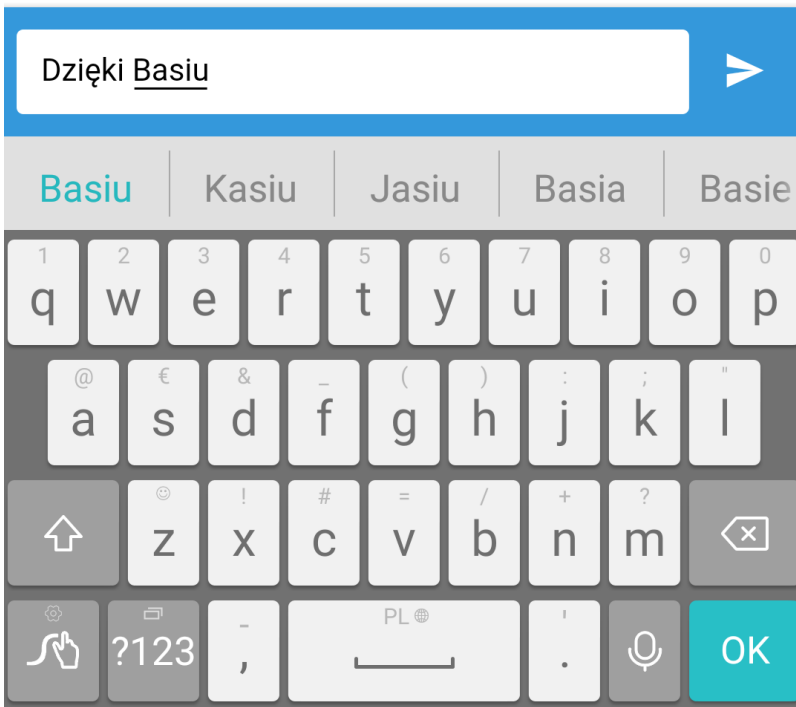 Dzięki Basiu
Basiu Kasiu Jasiu Basia Basie
1 2 3 4 5 6 7 8 9 0
q w e r t y u i o p
@ € & _ ( ) : ; "
a s d f g h j k l
! # = / + ?
z x c v b n m
- PL '
?123 , . OK